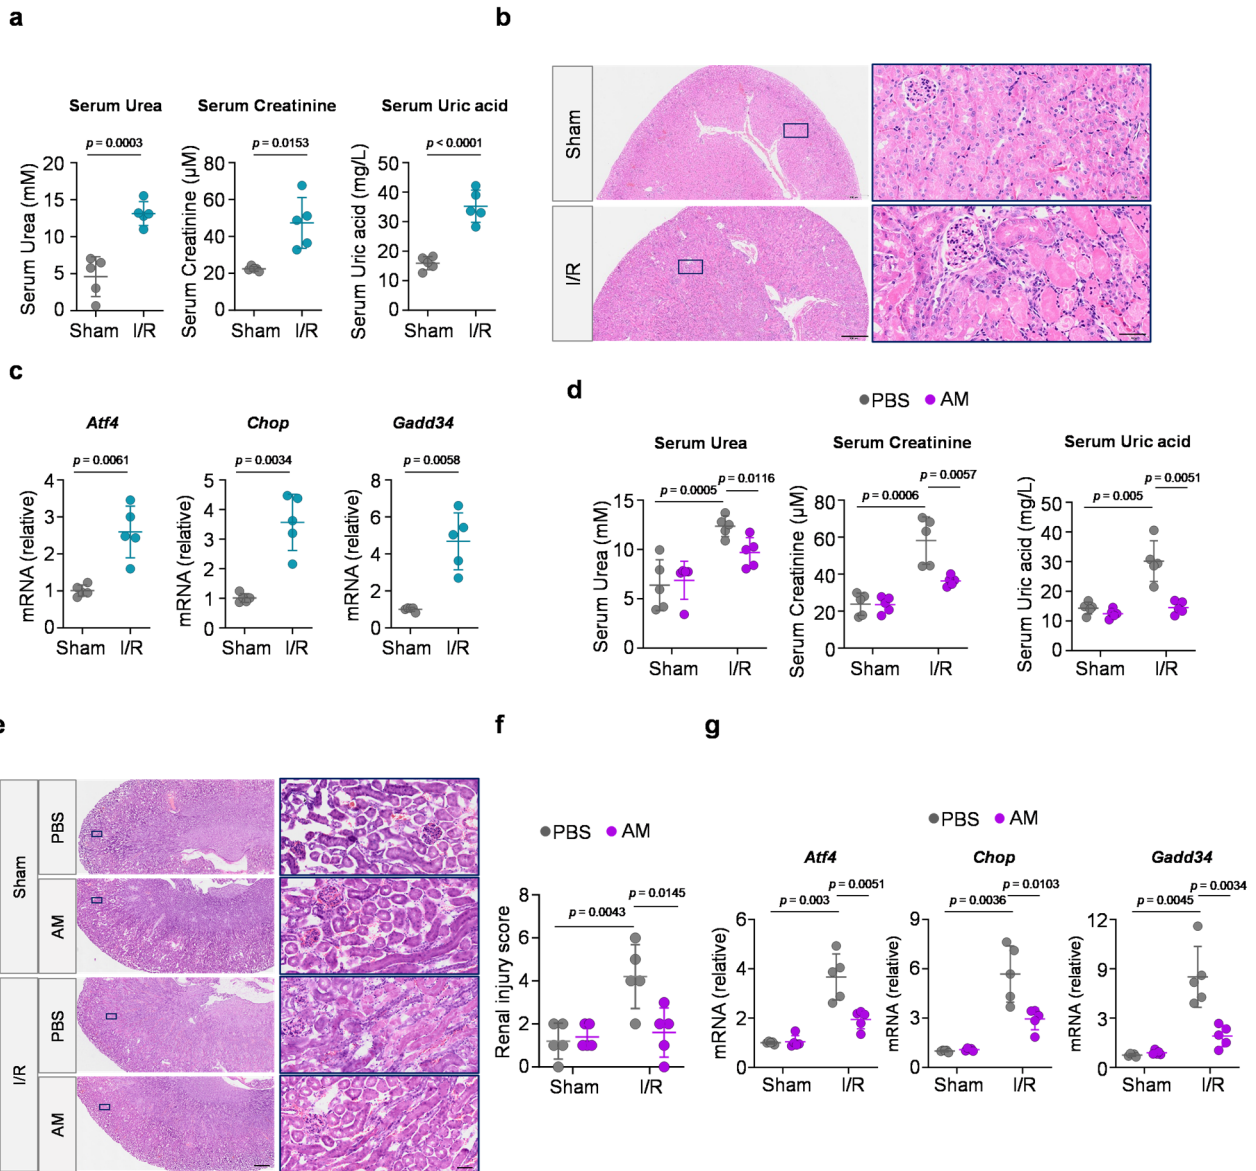 a
Serum Urea
p = 0.0003
Serum Urea (mM)
20
15
10
5
0
Sham I/R
Serum Creatinine
p = 0.0153
Serum Creatinine (µM)
80
60
40
20
0
Sham I/R
Serum Uric acid
p < 0.0001
Serum Uric acid (mg/L)
50
40
30
20
10
0
Sham I/R
b
Sham
I/R
c
Atf4
p = 0.0061
mRNA (relative)
4
3
2
1
0
Sham I/R
Chop
p = 0.0034
mRNA (relative)
5
4
3
2
1
0
Sham I/R
Gadd34
p = 0.0058
mRNA (relative)
8
6
4
2
0
Sham I/R
d
PBS AM
Serum Urea
p = 0.0005
p = 0.0116
Serum Urea (mM)
15
10
5
0
Sham I/R
Serum Creatinine
p = 0.0006
p = 0.0057
Serum Creatinine (µM)
80
60
40
20
0
Sham I/R
Serum Uric acid
p = 0.005
p = 0.0051
Serum Uric acid (mg/L)
50
40
30
20
10
0
Sham I/R
e
Sham
PBS
AM
I/R
PBS
AM
f
PBS AM
p = 0.0043
p = 0.0145
Renal injury score
8
6
4
2
0
Sham I/R
g
PBS AM
Atf4
p = 0.0051
p = 0.003
mRNA (relative)
6
4
2
0
Sham I/R
Chop
p = 0.0103
p = 0.0036
mRNA (relative)
9
6
3
0
Sham I/R
Gadd34
p = 0.0034
p = 0.0045
mRNA (relative)
12
9
3
0
Sham I/R